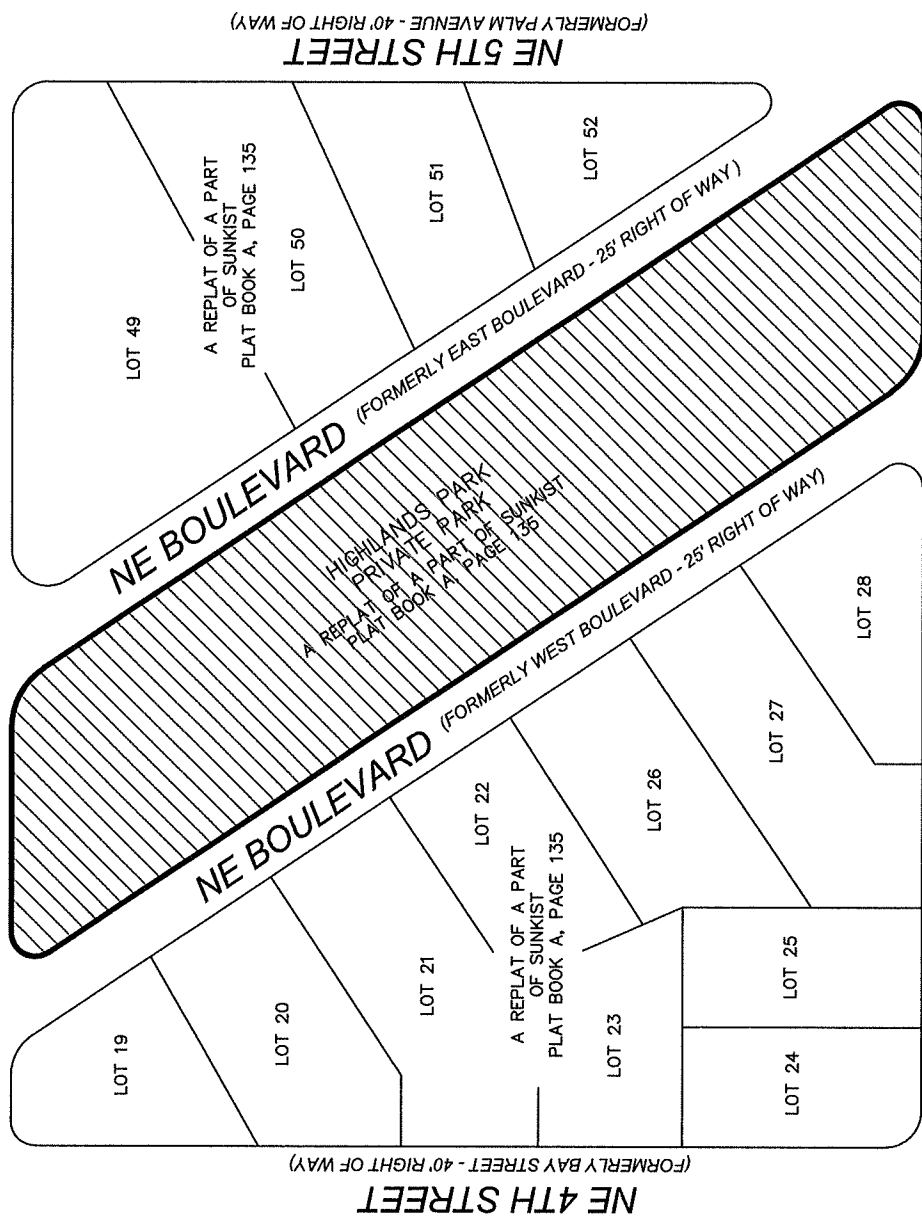 NE 5TH STREET
(FORMERLY PALM AVENUE - 40' RIGHT OF WAY)
LOT 49
A REPLAT OF A PART
OF SUNKIST
PLAT BOOK A, PAGE 135
LOT 50
LOT 51
LOT 52
NE BOULEVARD (FORMERLY EAST BOULEVARD - 25' RIGHT OF WAY )
HIGHLANDS PARK
PRIVATE PARK
A REPLAT OF A PART OF SUNKIST
PLAT BOOK A, PAGE 135
NE BOULEVARD (FORMERLY WEST BOULEVARD - 25' RIGHT OF WAY)
LOT 19
LOT 20
LOT 21
LOT 22
A REPLAT OF A PART
OF SUNKIST
PLAT BOOK A, PAGE 135
LOT 23
LOT 24
LOT 25
LOT 26
LOT 27
LOT 28
(FORMERLY BAY STREET - 40' RIGHT OF WAY)
NE 4TH STREET